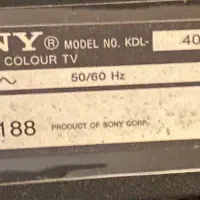 NY® MODEL NO. KDL- 40
COLOUR TV
~ 50/60 Hz
188 PRODUCT OF SONY CORP.